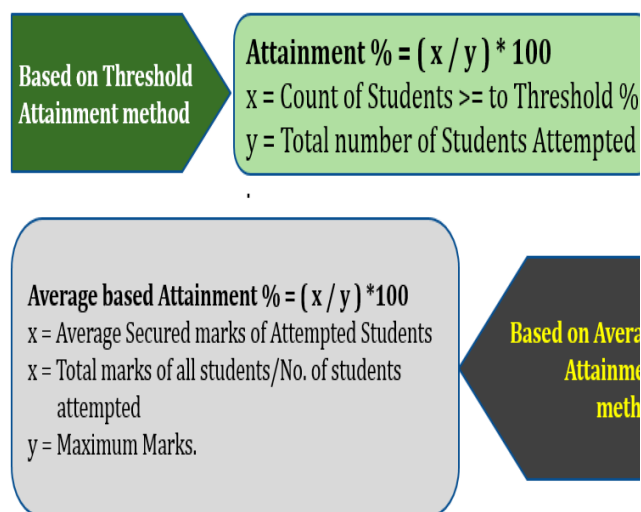 Based on Threshold
Attainment method
Attainment % = ( x / y ) * 100
x = Count of Students >= to Threshold %
y = Total number of Students Attempted
.
Average based Attainment % = ( x / y ) *100
x = Average Secured marks of Attempted Students
x = Total marks of all students/No. of students
attempted
y = Maximum Marks.
Based on